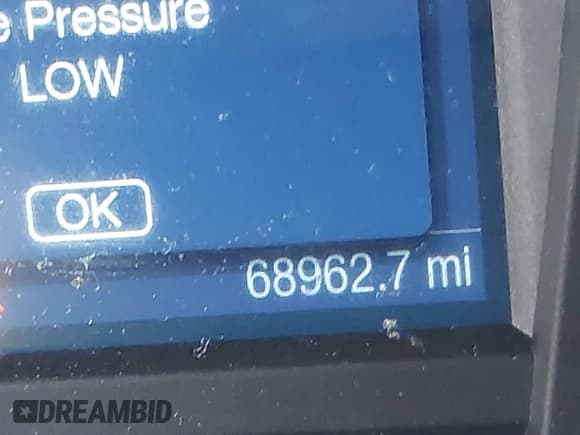 e Pressure
LOW
OK
68962.7 mi
DREAMBID